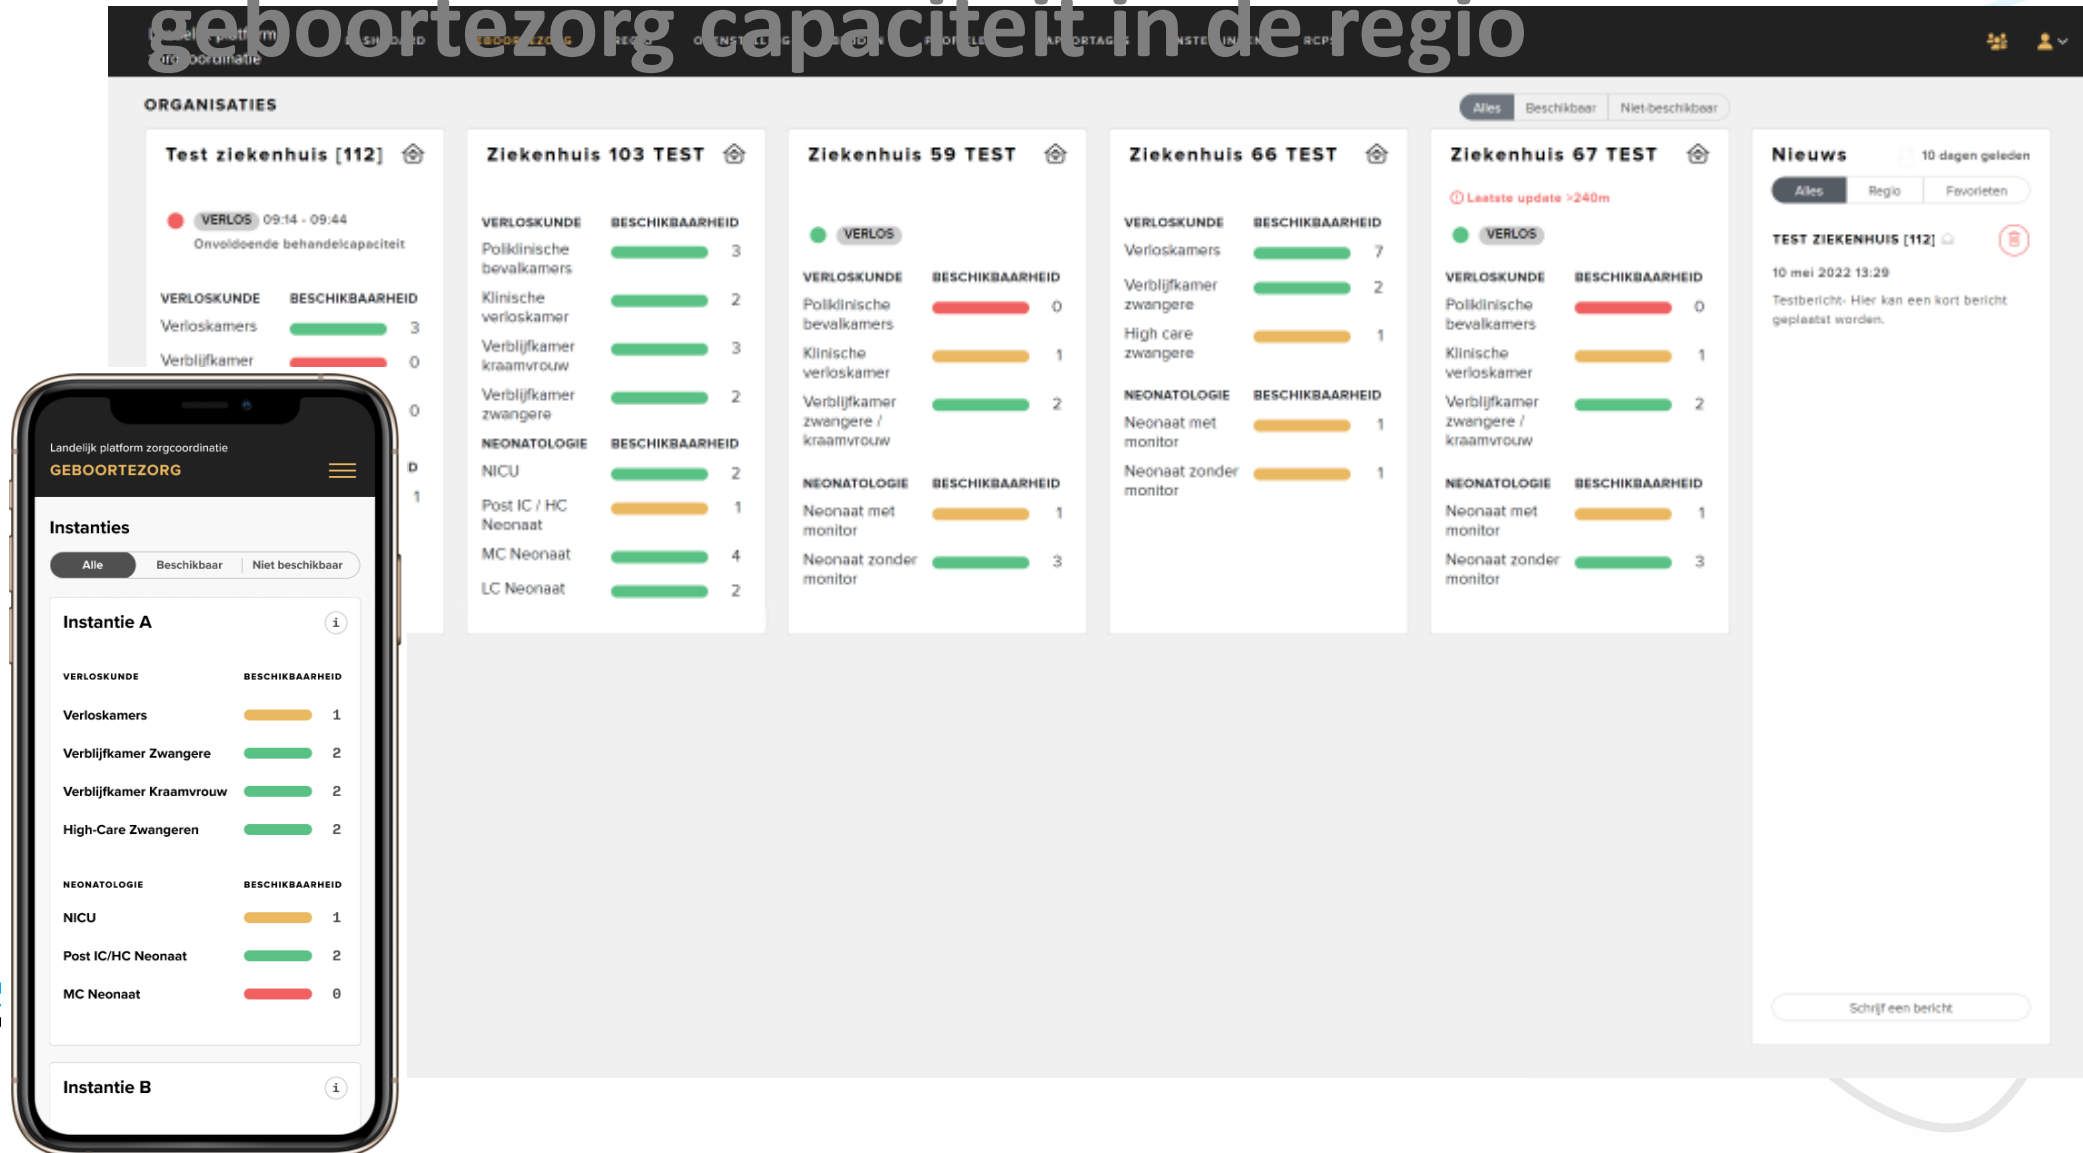 geboortezorg capaciteit in de regio
ORGANISATIES
Alles Beschikbaar Niet-beschikbaar
Test ziekenhuis [112]
VERLOS 09:14 - 09:44
Onvoldoende behandelcapaciteit
VERLOSKUNDE BESCHIKBAARHEID
Verloskamers 3
Verblijfkamer 0
0
D
1
Ziekenhuis 103 TEST
VERLOSKUNDE BESCHIKBAARHEID
Poliklinische
bevalkamers 3
Klinische
verloskamer 2
Verblijfkamer
kraamvrouw 3
Verblijfkamer
zwangere 2
NEONATOLOGIE BESCHIKBAARHEID
NICU 2
Post IC / HC
Neonaat 1
MC Neonaat 4
LC Neonaat 2
Ziekenhuis 59 TEST
VERLOS
VERLOSKUNDE BESCHIKBAARHEID
Poliklinische
bevalkamers 0
Klinische
verloskamer 1
Verblijfkamer
zwangere /
kraamvrouw 2
NEONATOLOGIE BESCHIKBAARHEID
Neonaat met
monitor 1
Neonaat zonder
monitor 3
Ziekenhuis 66 TEST
VERLOSKUNDE BESCHIKBAARHEID
Verloskamers 7
Verblijfkamer
zwangere 2
High care
zwangere 1
NEONATOLOGIE BESCHIKBAARHEID
Neonaat met
monitor 1
Neonaat zonder
monitor 1
Ziekenhuis 67 TEST
Laatste update >240m
VERLOS
VERLOSKUNDE BESCHIKBAARHEID
Poliklinische
bevalkamers 0
Klinische
verloskamer 1
Verblijfkamer
zwangere /
kraamvrouw 2
NEONATOLOGIE BESCHIKBAARHEID
Neonaat met
monitor 1
Neonaat zonder
monitor 3
Nieuws 10 dagen geleden
Alles Regio Favorieten
TEST ZIEKENHUIS [112]
10 mei 2022 13:29
Testbericht- Hier kan een kort bericht
geplaatst worden.
Schrijf een bericht
Landelijk platform zorgcoordinatie
GEBOORTEZORG
Instanties
Alle Beschikbaar Niet beschikbaar
Instantie A
VERLOSKUNDE BESCHIKBAARHEID
Verloskamers 1
Verblijfkamer Zwangere 2
Verblijfkamer Kraamvrouw 2
High-Care Zwangeren 2
NEONATOLOGIE BESCHIKBAARHEID
NICU 1
Post IC/HC Neonaat 2
MC Neonaat 0
Instantie B